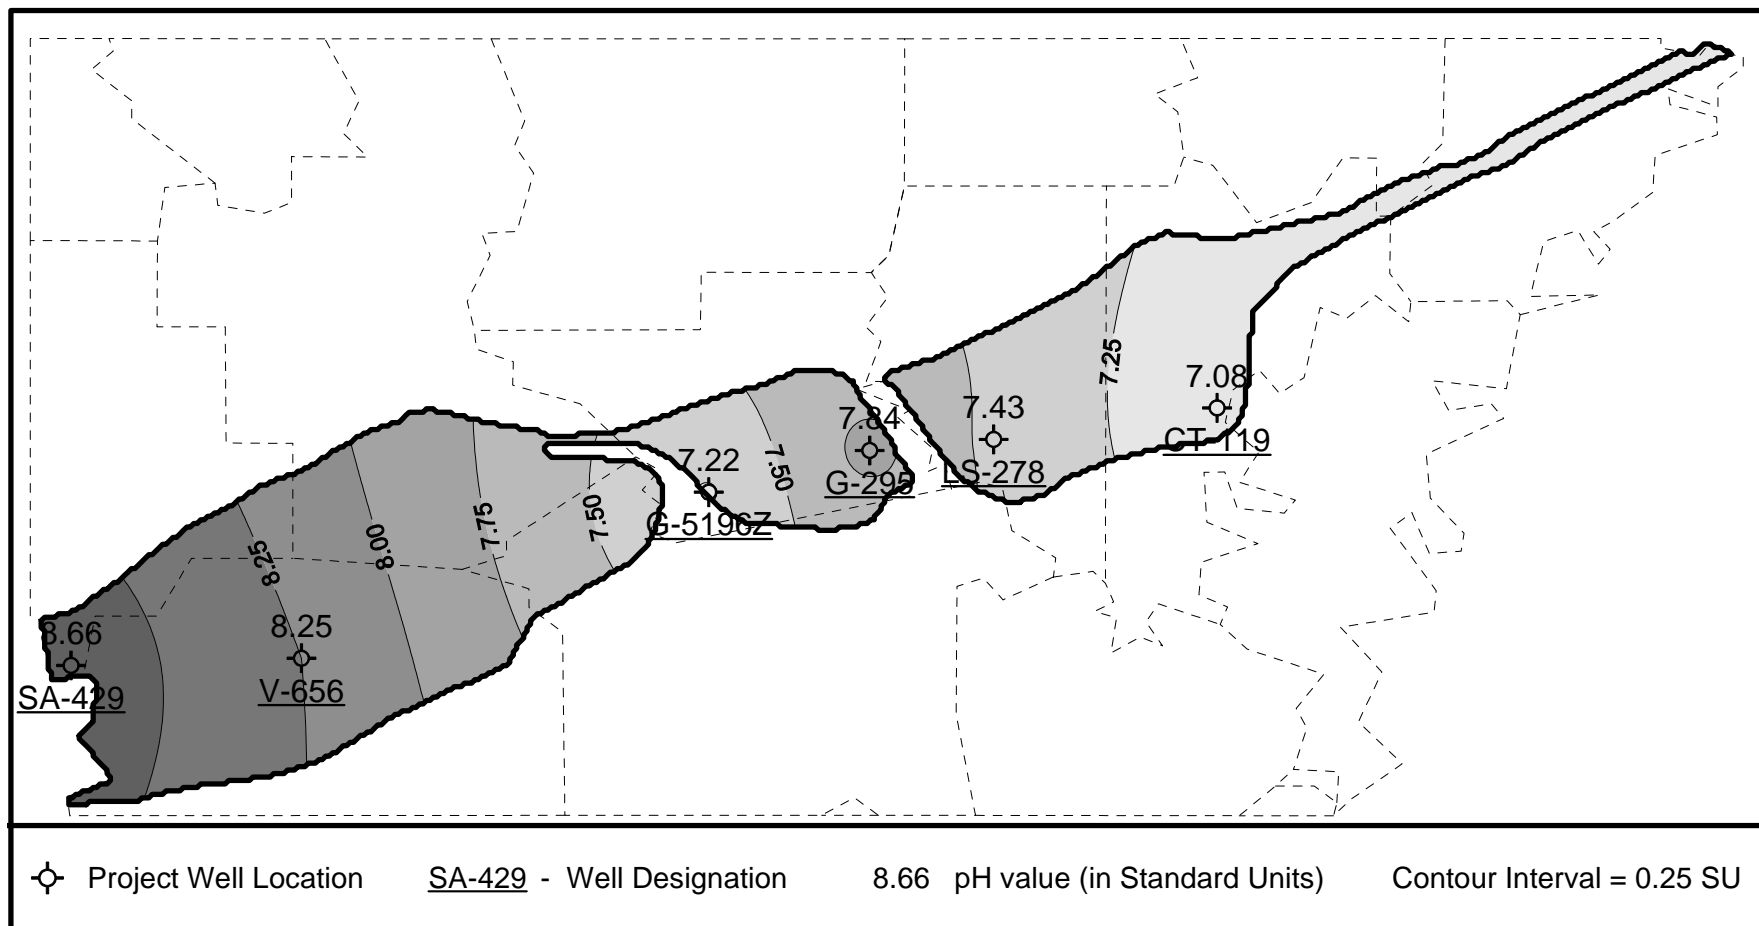 7.25
7.08
CT-119
7.43
LS-278
7.84
G-295
7.50
7.22
G-5196Z
7.50
7.75
8.00
8.25
8.25
V-656
8.66
SA-429
Project Well Location SA-429 - Well Designation 8.66 pH value (in Standard Units) Contour Interval = 0.25 SU